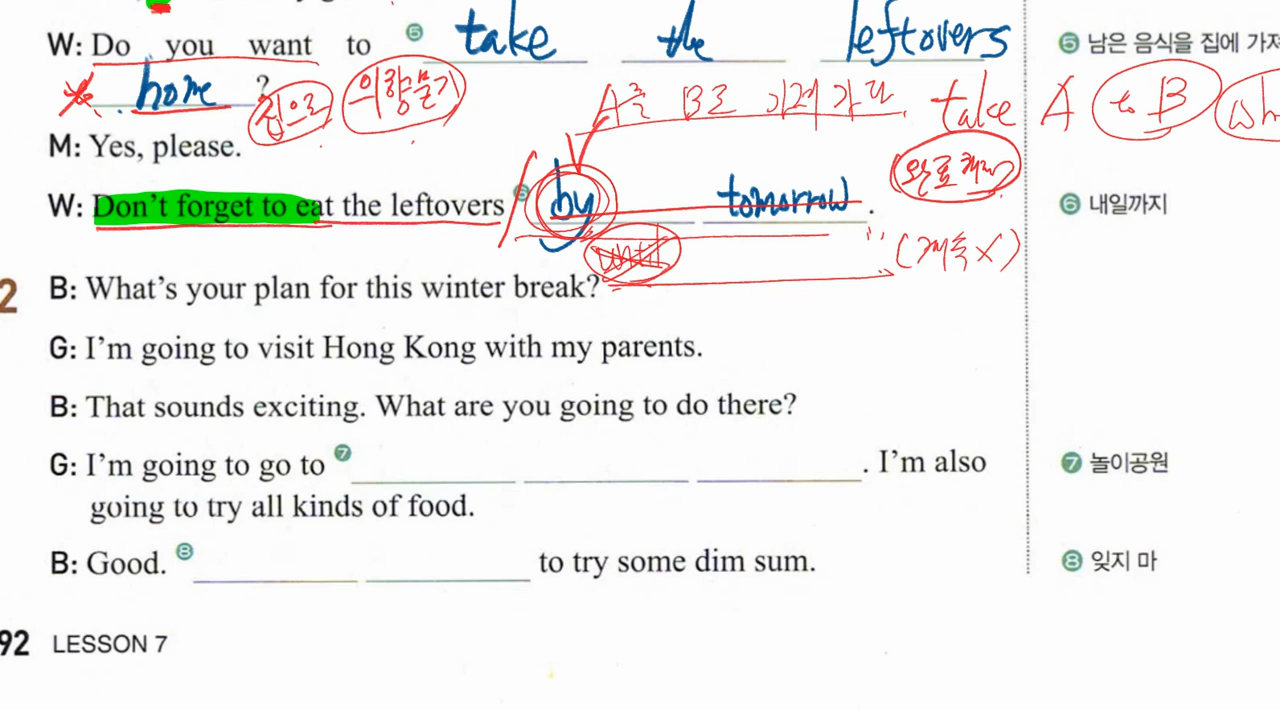 W: Do you want to ⑤ take the leftovers ⑤ 남은 음식을 집에 가져
home ? 집으로 의향묻기
A를 B로 가져가다 take A to B
M: Yes, please.
W: Don't forget to eat the leftovers ⑥ by tomorrow . ⑥ 내일까지
until (계속 X)
2 B: What's your plan for this winter break?
G: I'm going to visit Hong Kong with my parents.
B: That sounds exciting. What are you going to do there?
G: I'm going to go to ⑦ . I'm also ⑦ 놀이공원
going to try all kinds of food.
B: Good. ⑧ to try some dim sum. ⑧ 잊지 마
92 LESSON 7